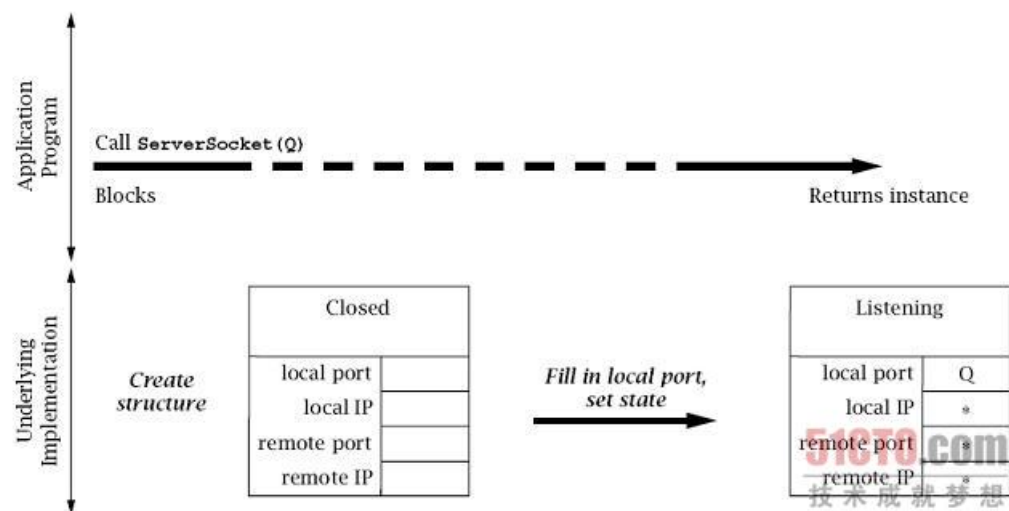 Application
Program
Call ServerSocket(Q)
Blocks
Returns instance
Underlying
Implementation
Create
structure
Closed
local port
local IP
remote port
remote IP
Fill in local port,
set state
Listening
local port Q
local IP *
remote port *
remote IP *
51CTO.com
技术成就梦想